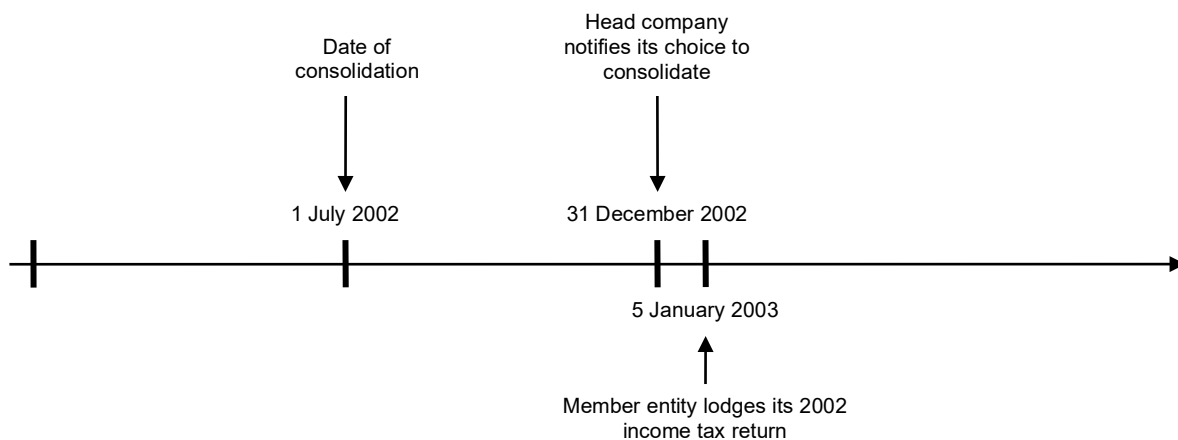 Date of
consolidation
Head company
notifies its choice to
consolidate
1 July 2002
31 December 2002
5 January 2003
Member entity lodges its 2002
income tax return